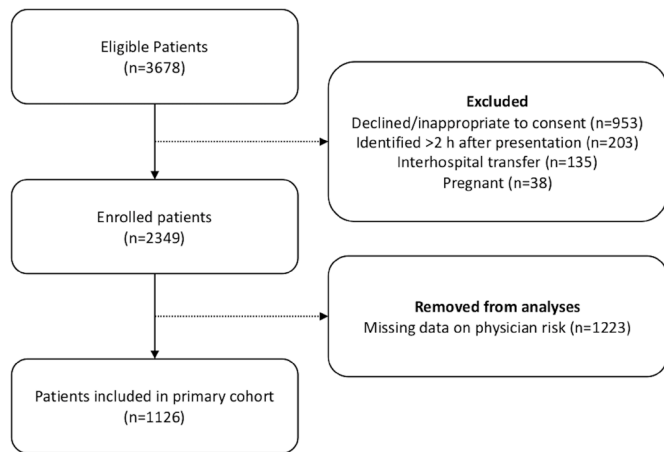 Eligible Patients
(n=3678)
Excluded
Declined/inappropriate to consent (n=953)
Identified >2 h after presentation (n=203)
Interhospital transfer (n=135)
Pregnant (n=38)
Enrolled patients
(n=2349)
Removed from analyses
Missing data on physician risk (n=1223)
Patients included in primary cohort
(n=1126)